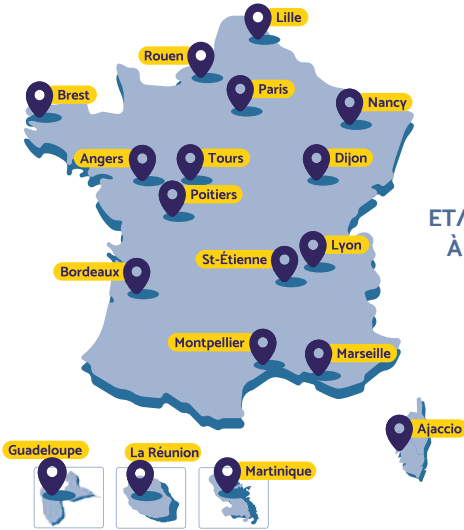 Lille
Rouen
Paris
Brest
Nancy
Angers
Tours
Dijon
Poitiers
ET/
À
Lyon
St-Étienne
Bordeaux
Montpellier
Marseille
Ajaccio
Guadeloupe
La Réunion
Martinique